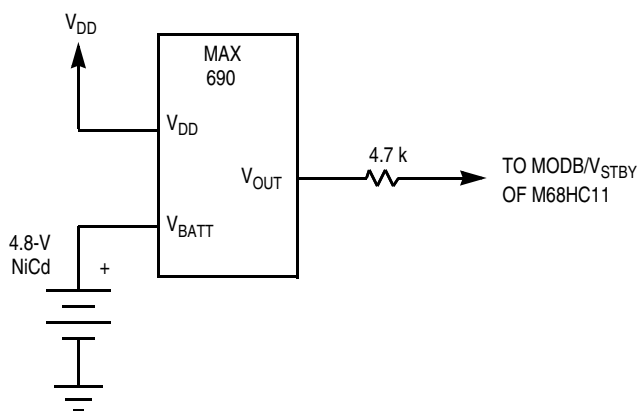 V_DD
MAX
690
V_DD
4.7 k
V_OUT
TO MODB/V_STBY
OF M68HC11
V_BATT
4.8-V
NiCd
+